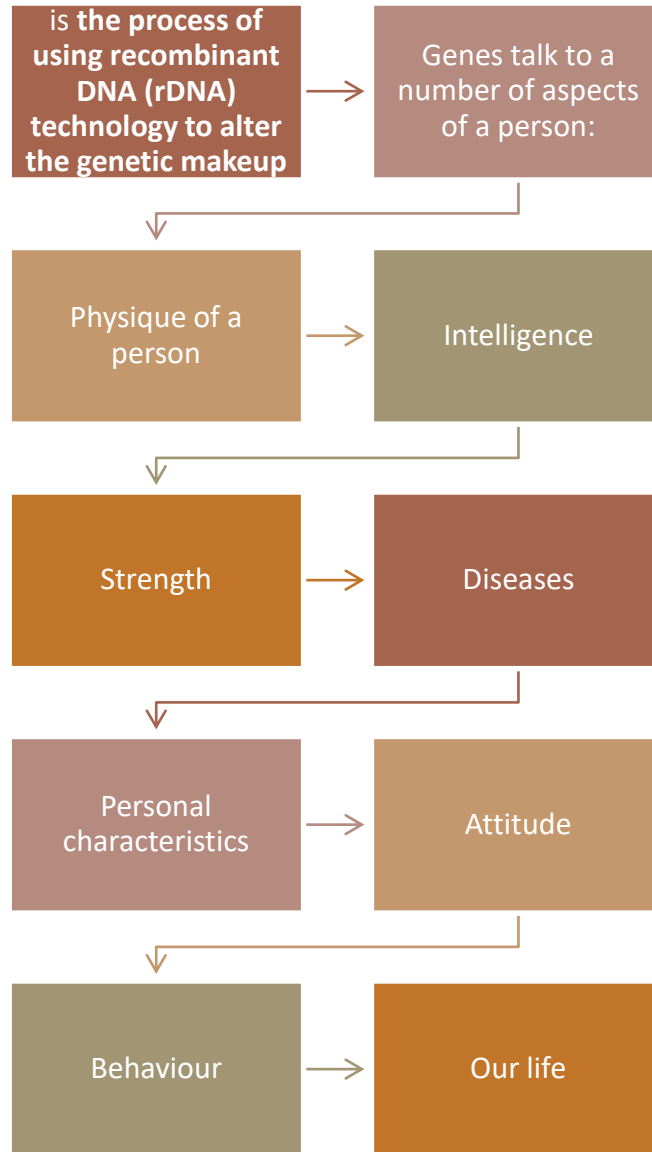 is the process of
using recombinant
DNA (rDNA)
technology to alter
the genetic makeup
Genes talk to a
number of aspects
of a person:
Physique of a
person
Intelligence
Strength
Diseases
Personal
characteristics
Attitude
Behaviour
Our life